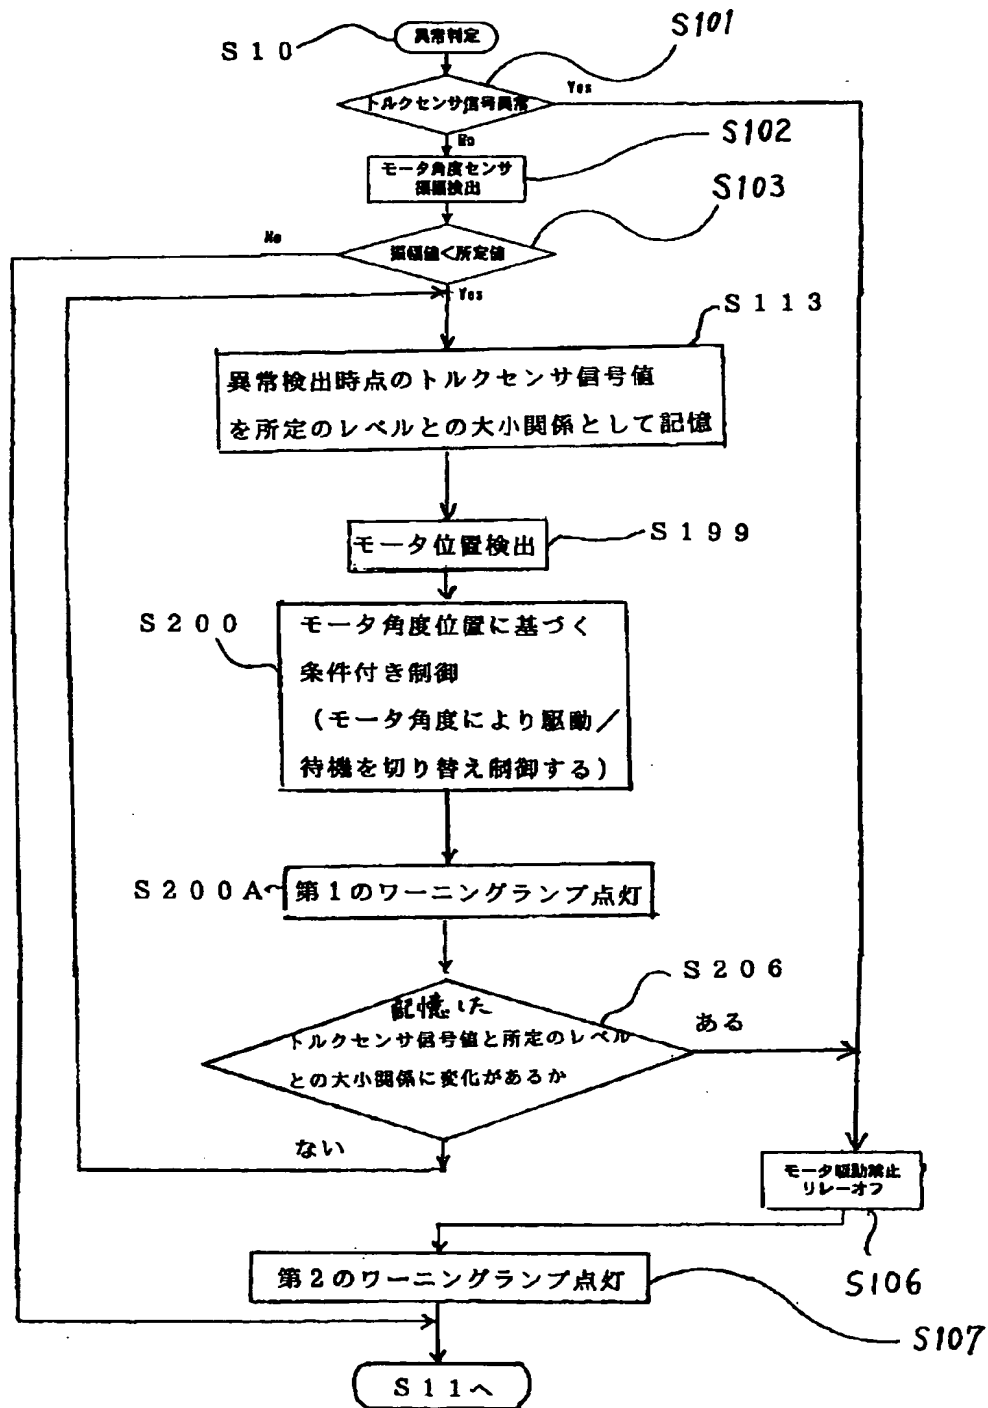 S10
異常判定
S101
トルクセンサ信号異常
Yes
No
S102
モータ角度センサ
振幅検出
S103
振幅値<所定値
No
Yes
S113
異常検出時点のトルクセンサ信号値
を所定のレベルとの大小関係として記憶
モータ位置検出
S199
S200
モータ角度位置に基づく
条件付き制御
(モータ角度により駆動/
待機を切り替え制御する)
S200A
第1のワーニングランプ点灯
S206
記憶した
トルクセンサ信号値と所定のレベル
との大小関係に変化があるか
ある
ない
モータ駆動禁止
リレーオフ
S106
第2のワーニングランプ点灯
S107
S11へ